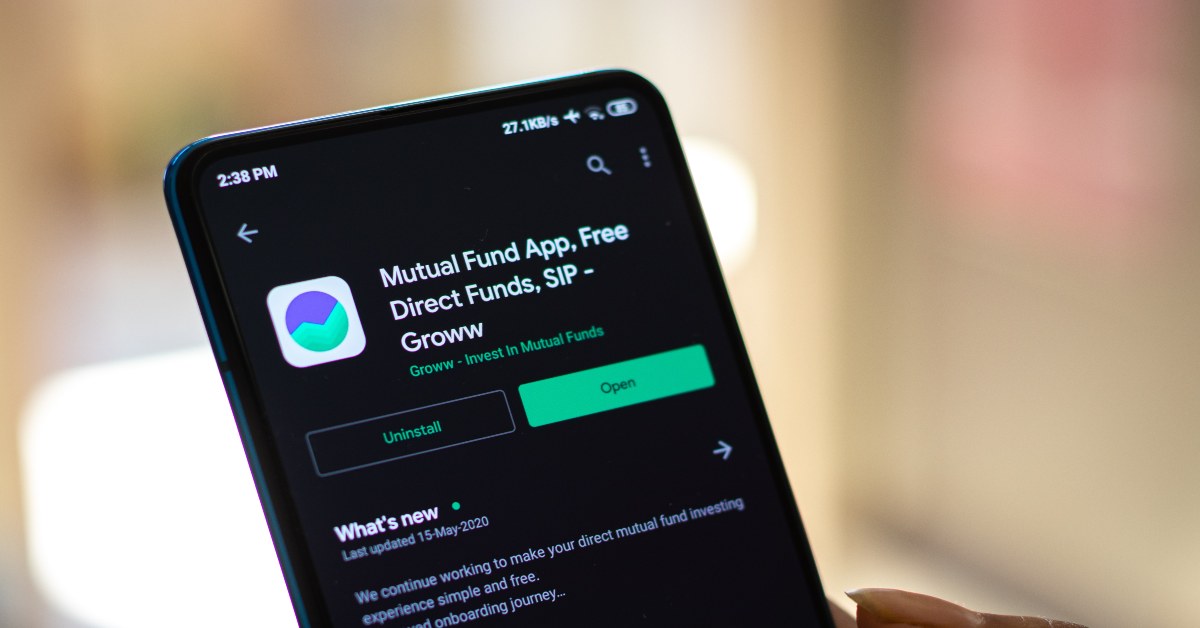 2:38 PM
27.1KB/s
Mutual Fund App, Free
Direct Funds, SIP -
Groww
Groww - Invest In Mutual Funds
Uninstall
Open
What's new
Last updated 15-May-2020
We continue working to make your direct mutual fund investing
experience simple and free.
onboarding journey...